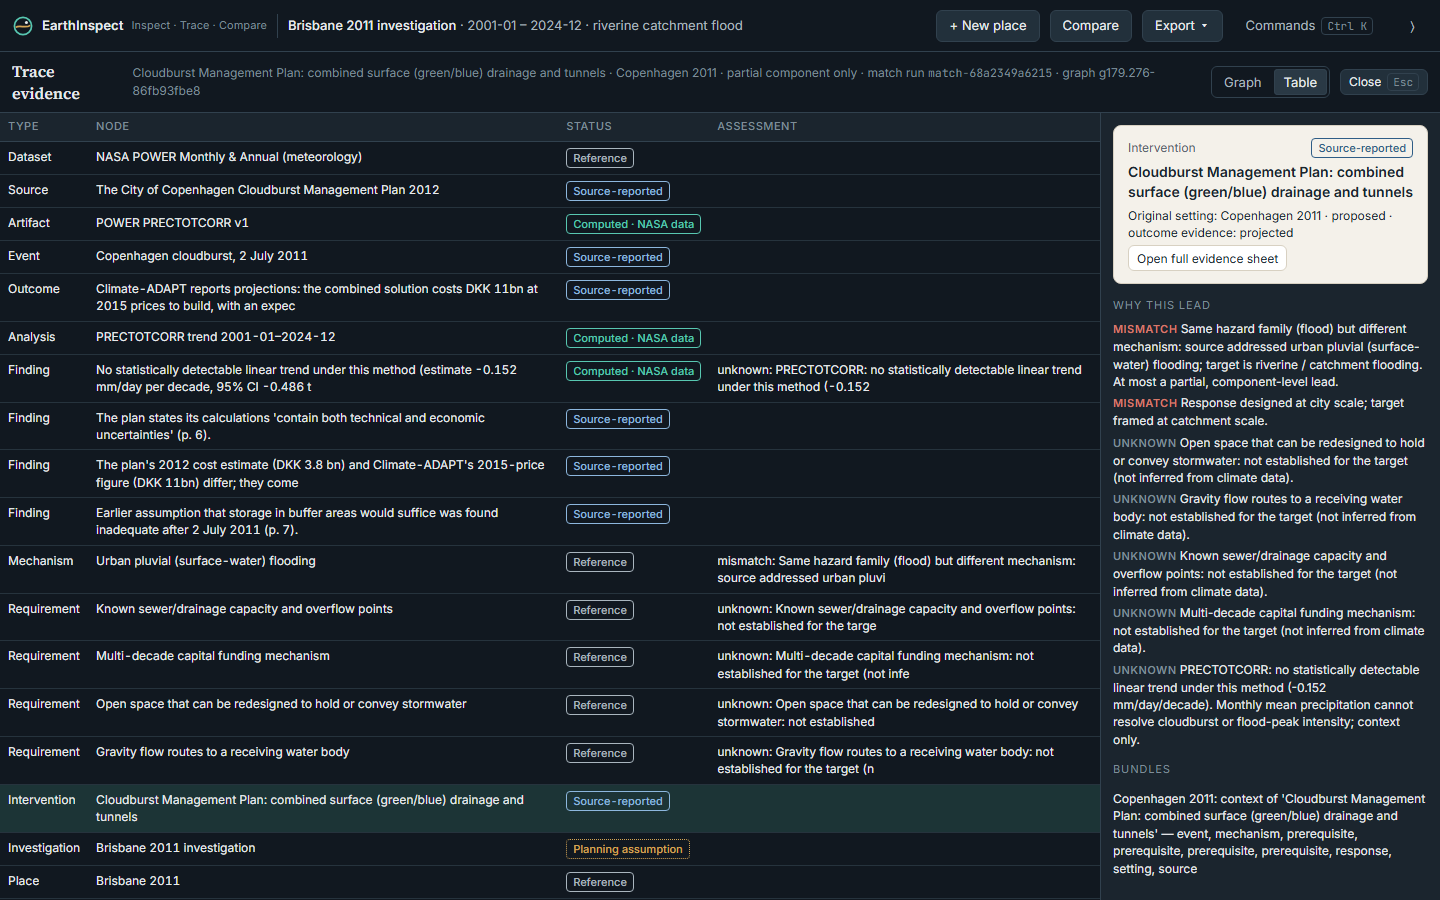 EarthInspect Inspect · Trace · Compare Brisbane 2011 investigation · 2001-01 – 2024-12 · riverine catchment flood + New place Compare Export Commands Ctrl K
Trace evidence
Cloudburst Management Plan: combined surface (green/blue) drainage and tunnels · Copenhagen 2011 · partial component only · match run match-68a2349a6215 · graph g179.276-
86fb93fbe8
Graph Table Close Esc
TYPE NODE STATUS ASSESSMENT
Dataset NASA POWER Monthly & Annual (meteorology) Reference
Source The City of Copenhagen Cloudburst Management Plan 2012 Source-reported
Artifact POWER PRECTOTCORR v1 Computed · NASA data
Event Copenhagen cloudburst, 2 July 2011 Source-reported
Outcome Climate-ADAPT reports projections: the combined solution costs DKK 11bn at Source-reported
2015 prices to build, with an expec
Analysis PRECTOTCORR trend 2001-01–2024-12 Computed · NASA data
Finding No statistically detectable linear trend under this method (estimate -0.152 Computed · NASA data unknown: PRECTOTCORR: no statistically detectable linear trend
mm/day per decade, 95% CI -0.486 t under this method (-0.152
Finding The plan states its calculations 'contain both technical and economic Source-reported
uncertainties' (p. 6).
Finding The plan's 2012 cost estimate (DKK 3.8 bn) and Climate-ADAPT's 2015-price Source-reported
figure (DKK 11bn) differ; they come
Finding Earlier assumption that storage in buffer areas would suffice was found Source-reported
inadequate after 2 July 2011 (p. 7).
Mechanism Urban pluvial (surface-water) flooding Reference mismatch: Same hazard family (flood) but different mechanism:
source addressed urban pluvi
Requirement Known sewer/drainage capacity and overflow points Reference unknown: Known sewer/drainage capacity and overflow points:
not established for the targe
Requirement Multi-decade capital funding mechanism Reference unknown: Multi-decade capital funding mechanism: not
established for the target (not infe
Requirement Open space that can be redesigned to hold or convey stormwater Reference unknown: Open space that can be redesigned to hold or convey
stormwater: not established
Requirement Gravity flow routes to a receiving water body Reference unknown: Gravity flow routes to a receiving water body: not
established for the target (n
Intervention Cloudburst Management Plan: combined surface (green/blue) drainage and Source-reported
tunnels
Investigation Brisbane 2011 investigation Planning assumption
Place Brisbane 2011 Reference
Intervention Source-reported
Cloudburst Management Plan: combined
surface (green/blue) drainage and tunnels
Original setting: Copenhagen 2011 · proposed ·
outcome evidence: projected
Open full evidence sheet
WHY THIS LEAD
MISMATCH Same hazard family (flood) but different
mechanism: source addressed urban pluvial (surface-
water) flooding; target is riverine / catchment flooding.
At most a partial, component-level lead.
MISMATCH Response designed at city scale; target
framed at catchment scale.
UNKNOWN Open space that can be redesigned to hold
or convey stormwater: not established for the target
(not inferred from climate data).
UNKNOWN Gravity flow routes to a receiving water
body: not established for the target (not inferred from
climate data).
UNKNOWN Known sewer/drainage capacity and
overflow points: not established for the target (not
inferred from climate data).
UNKNOWN Multi-decade capital funding mechanism:
not established for the target (not inferred from climate
data).
UNKNOWN PRECTOTCORR: no statistically detectable
linear trend under this method (-0.152
mm/day/decade). Monthly mean precipitation cannot
resolve cloudburst or flood-peak intensity; context
only.
BUNDLES
Copenhagen 2011: context of 'Cloudburst Management
Plan: combined surface (green/blue) drainage and
tunnels' — event, mechanism, prerequisite,
prerequisite, prerequisite, prerequisite, response,
setting, source